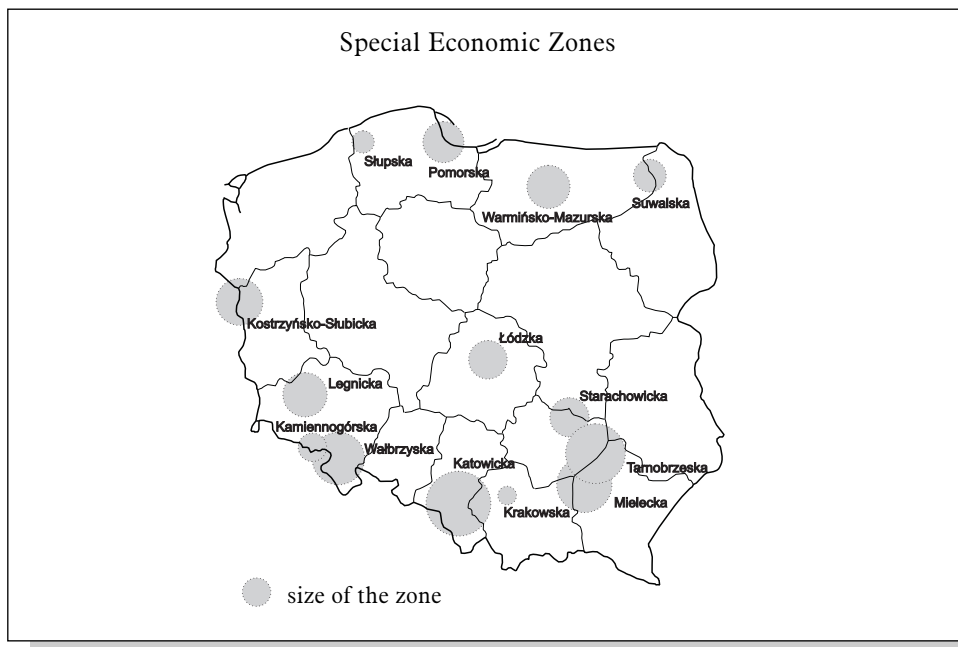 Special Economic Zones
Słupska
Pomorska
Warmińsko-Mazurska
Suwalska
Kostrzyńsko-Słubicka
Łódzka
Legnicka
Starachowicka
Kamiennogórska
Wałbrzyska
Katowicka
Tarnobrzeska
Krakowska
Mielecka
size of the zone